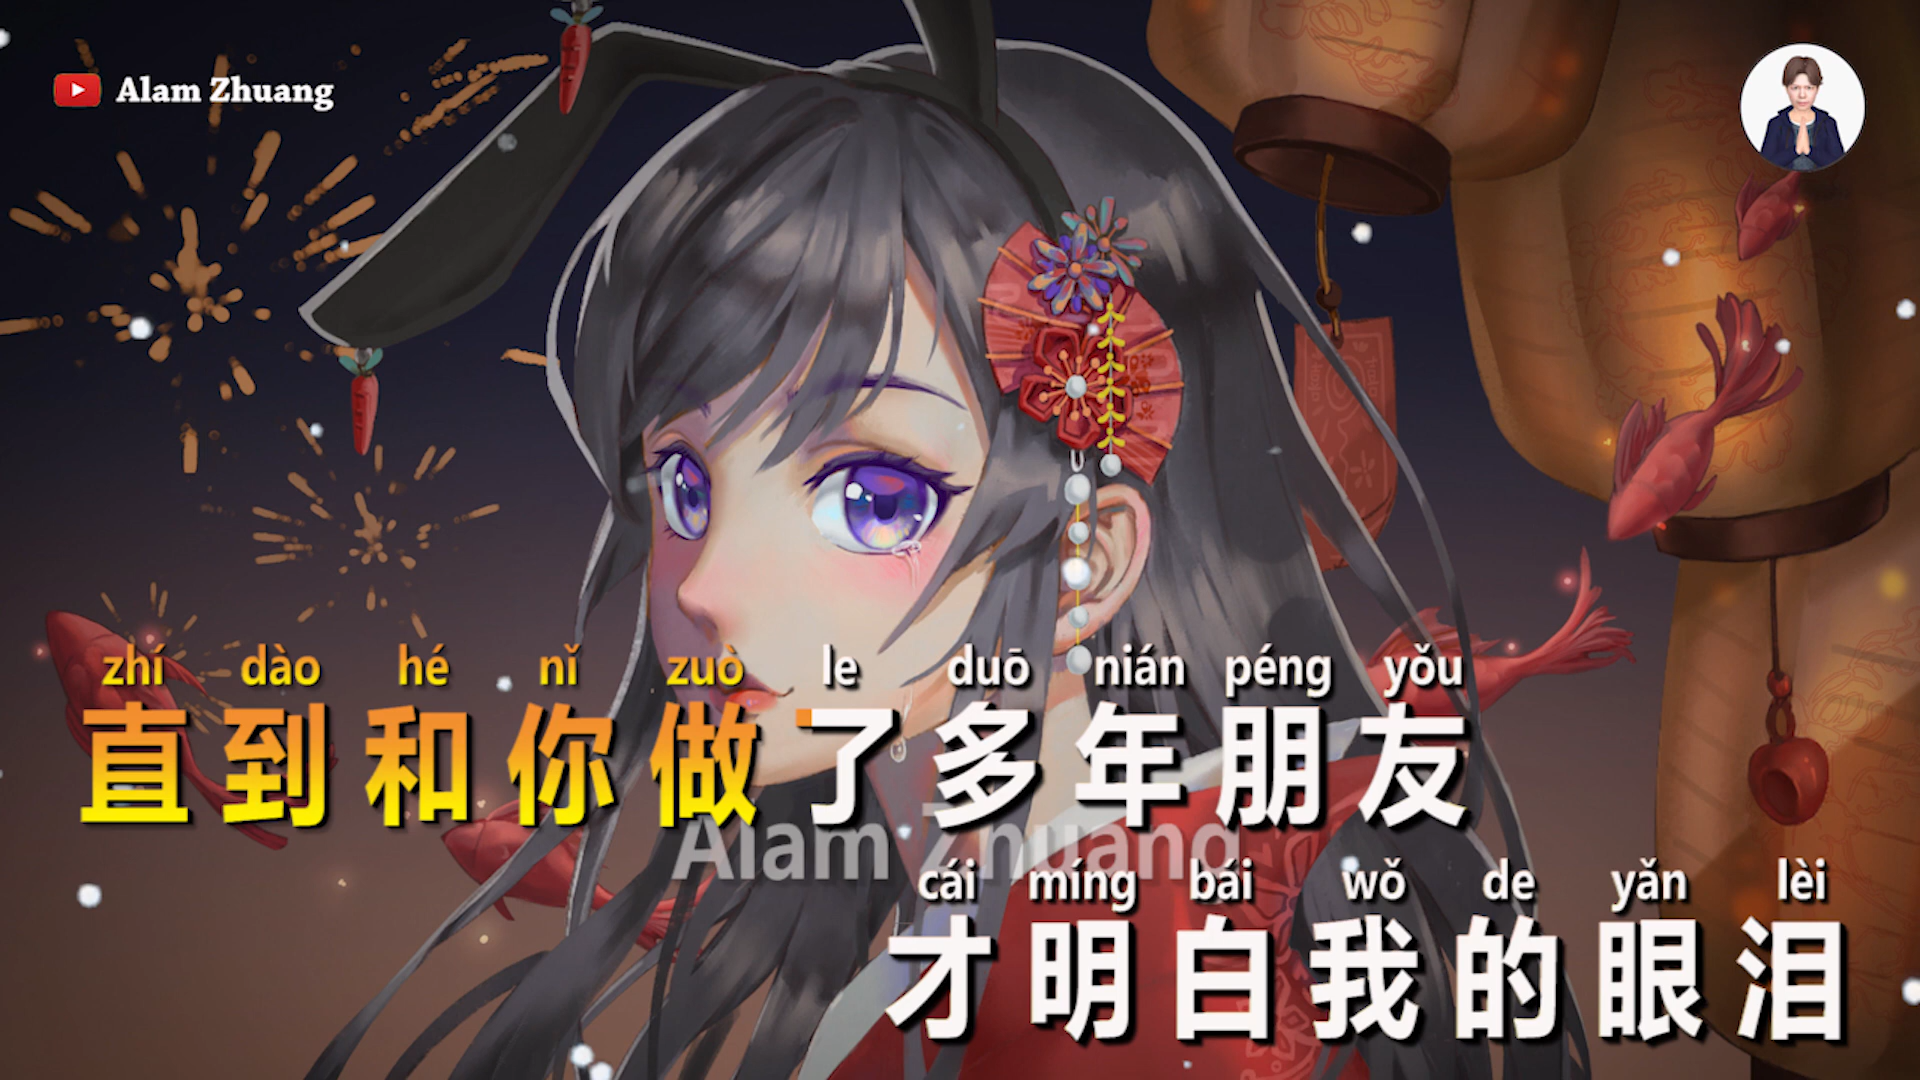 Alam Zhuang
zhí dào hé nǐ zuò le duō nián péng yǒu
直到和你做了多年朋友
Alam Zhuang
cái míng bái wǒ de yǎn lèi
才明白我的眼泪